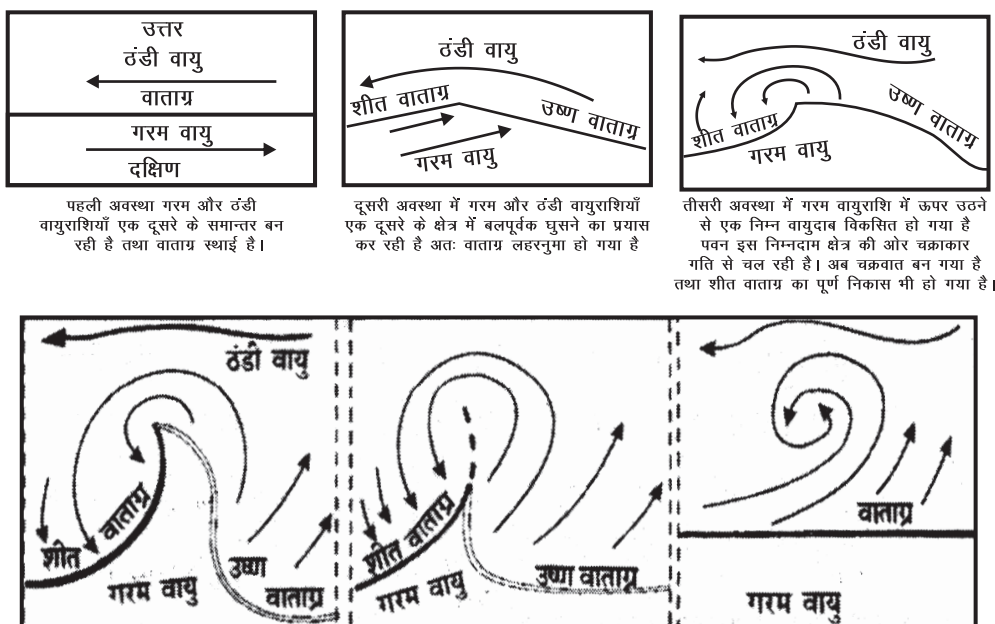 उत्तर
ठंडी वायु
वाताग्र
गरम वायु
दक्षिण
ठंडी वायु
शीत वाताग्र
उष्ण वाताग्र
गरम वायु
ठंडी वायु
शीत वाताग्र
उष्ण वाताग्र
गरम वायु
पहली अवस्था गरम और ठंडी
वायुराशियाँ एक दूसरे के समान्तर बन
रही है तथा वाताग्र स्थाई है।
दूसरी अवस्था में गरम और ठंडी वायुराशियाँ
एक दूसरे के क्षेत्र में बलपूर्वक घुसने का प्रयास
कर रही है अतः वाताग्र लहरनुमा हो गया है
तीसरी अवस्था में गरम वायुराशि में ऊपर उठने
से एक निम्न वायुदाब विकसित हो गया है
पवन इस निम्नदाम क्षेत्र की ओर चक्राकार
गति से चल रही है। अब चक्रवात बन गया है
तथा शीत वाताग्र का पूर्ण निकास भी हो गया है।
ठंडी वायु
शीत वाताग्र
गरम वायु
उष्ण
वाताग्र
शीत वाताग्र
गरम वायु
उष्ण वाताग्र
वाताग्र
गरम वायु